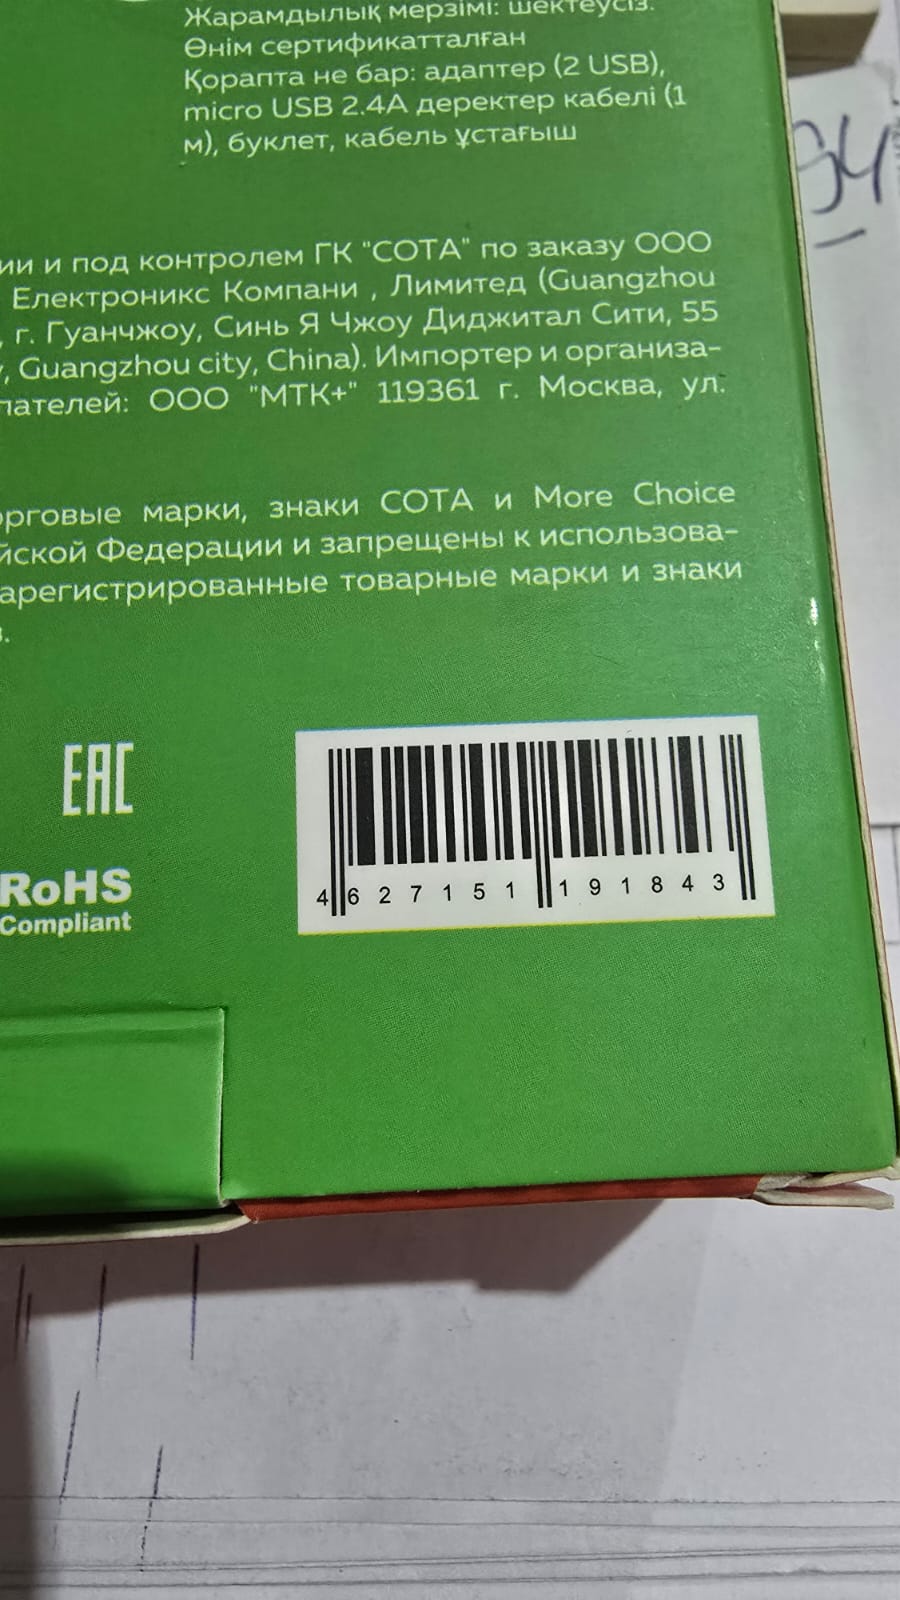 Жарамдылық мерзімі: шектеусіз.
Өнім сертификатталған
Қорапта не бар: адаптер (2 USB),
micro USB 2.4A деректер кабелі (1
м), буклет, кабель ұстағыш
ии и под контролем ГК "СОТА" по заказу ООО
Електроникс Компани , Лимитед (Guangzhou
, г. Гуанчжоу, Синь Я Чжоу Диджитал Сити, 55
, Guangzhou city, China). Импортер и организа-
пателей: ООО "МТК+" 119361 г. Москва, ул.
орговые марки, знаки СОТА и More Choice
йской Федерации и запрещены к использова-
арегистрированные товарные марки и знаки
.
EAC
RoHS
Compliant
4 627151 191843
94